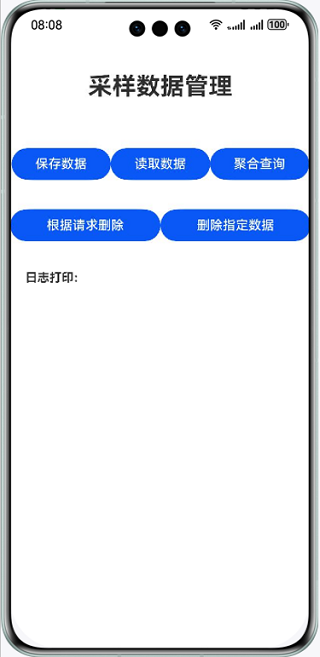 08:08 100
采样数据管理
保存数据 读取数据 聚合查询
根据请求删除 删除指定数据
日志打印: